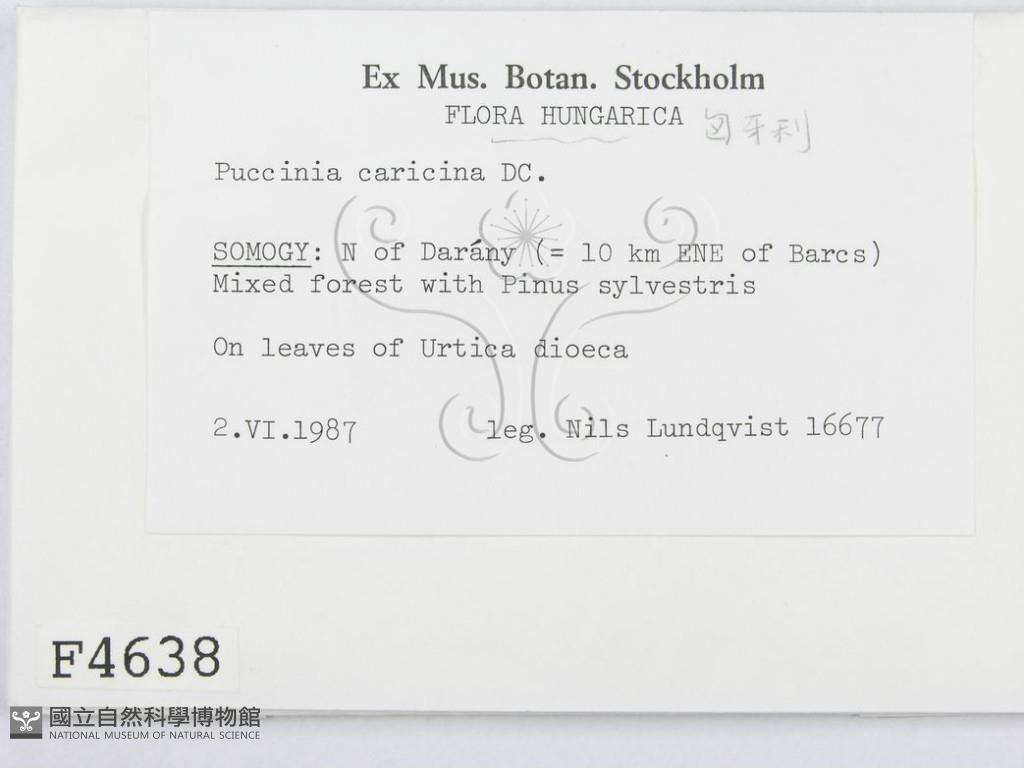 Ex Mus. Botan. Stockholm
FLORA HUNGARICA 匈牙利
Puccinia caricina DC.
SOMOGY: N of Darány (= 10 km ENE of Barcs)
Mixed forest with Pinus sylvestris
On leaves of Urtica dioeca
2.VI.1987 leg. Nils Lundqvist 16677
F4638
國立自然科學博物館
NATIONAL MUSEUM OF NATURAL SCIENCE